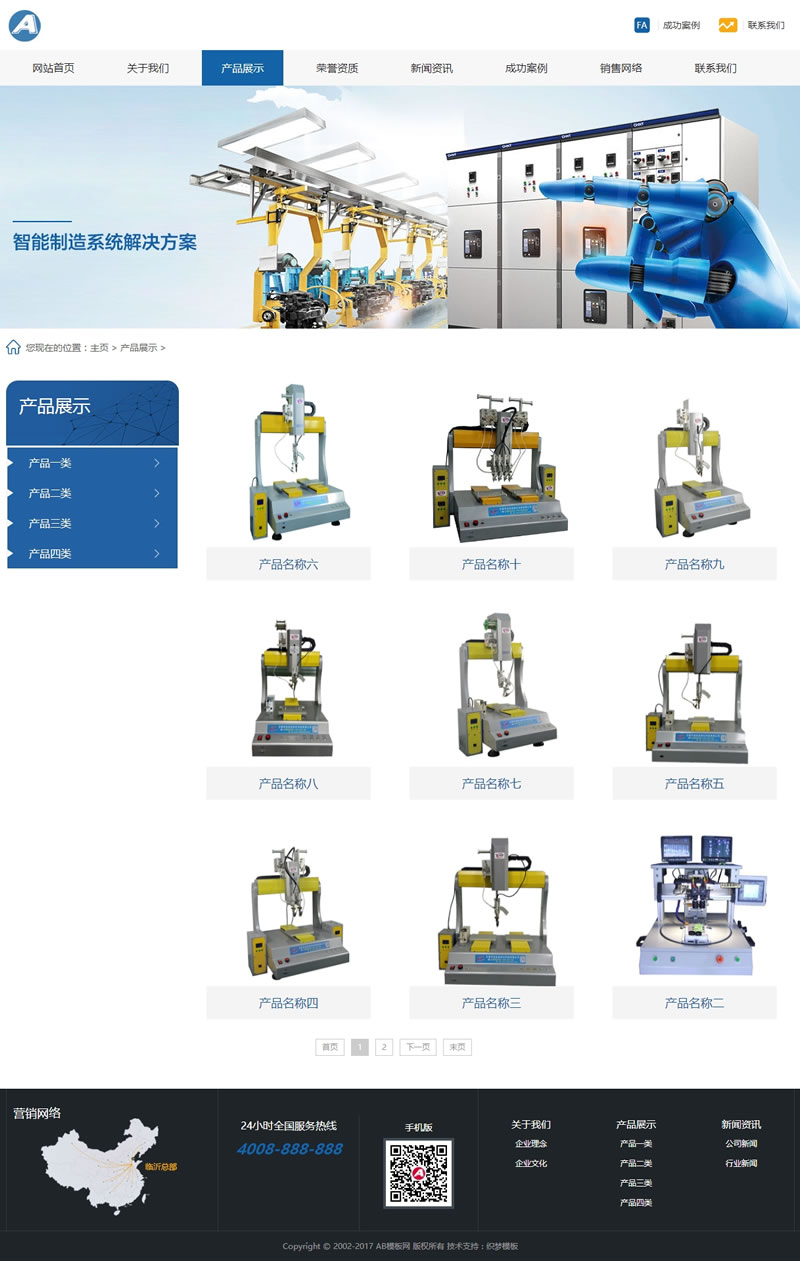 A
FA 成功案例 联系我们
网站首页 关于我们 产品展示 荣誉资质 新闻资讯 成功案例 销售网络 联系我们
智能制造系统解决方案
您现在的位置：主页 > 产品展示 >
产品展示
产品一类
产品二类
产品三类
产品四类
产品名称六 产品名称十 产品名称九
产品名称八 产品名称七 产品名称五
产品名称四 产品名称三 产品名称二
首页 1 2 下一页 末页
营销网络
临沂总部
24小时全国服务热线
4008-888-888
手机版
关于我们 产品展示 新闻资讯
企业理念 产品一类 公司新闻
企业文化 产品二类 行业新闻
产品三类
产品四类
Copyright © 2002-2017 AB模板网 版权所有 技术支持：织梦模板